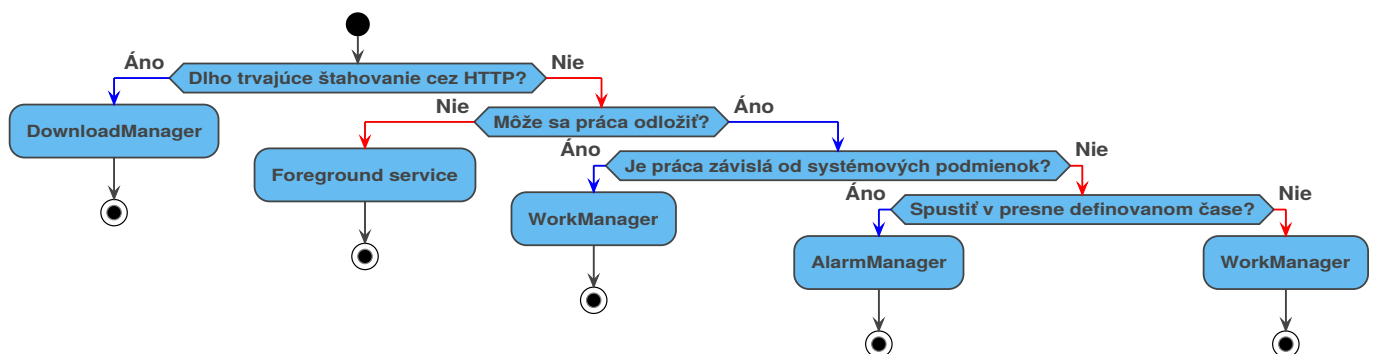 Áno
Dlho trvajúce štahovanie cez HTTP?
Nie
DownloadManager
Nie
Môže sa práca odložiť?
Áno
Foreground service
Áno
Je práca závislá od systémových podmienok?
Nie
WorkManager
Áno
Spustiť v presne definovanom čase?
Nie
AlarmManager
WorkManager